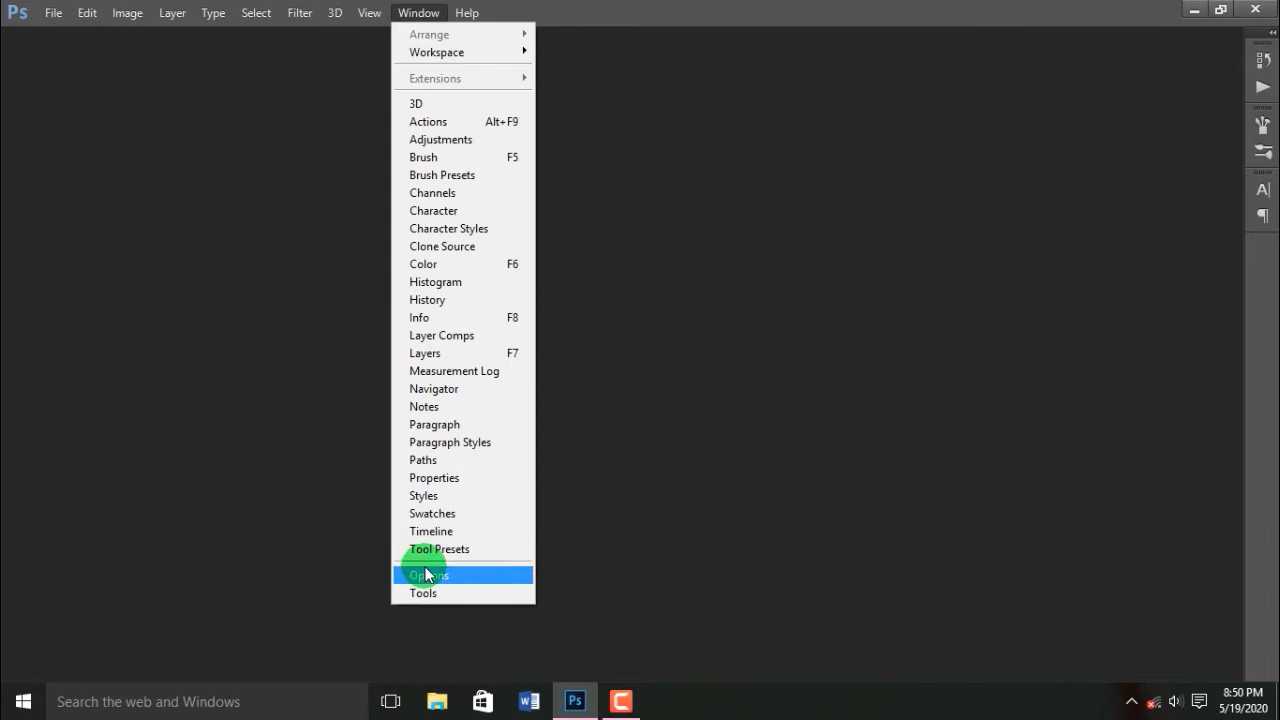 Ps File Edit Image Layer Type Select Filter 3D View Window Help
Arrange
Workspace
Extensions
3D
Actions Alt+F9
Adjustments
Brush F5
Brush Presets
Channels
Character
Character Styles
Clone Source
Color F6
Histogram
History
Info F8
Layer Comps
Layers F7
Measurement Log
Navigator
Notes
Paragraph
Paragraph Styles
Paths
Properties
Styles
Swatches
Timeline
Tool Presets
Options
Tools
A
Search the web and Windows
W
Ps
C
8:50 PM
5/19/2020